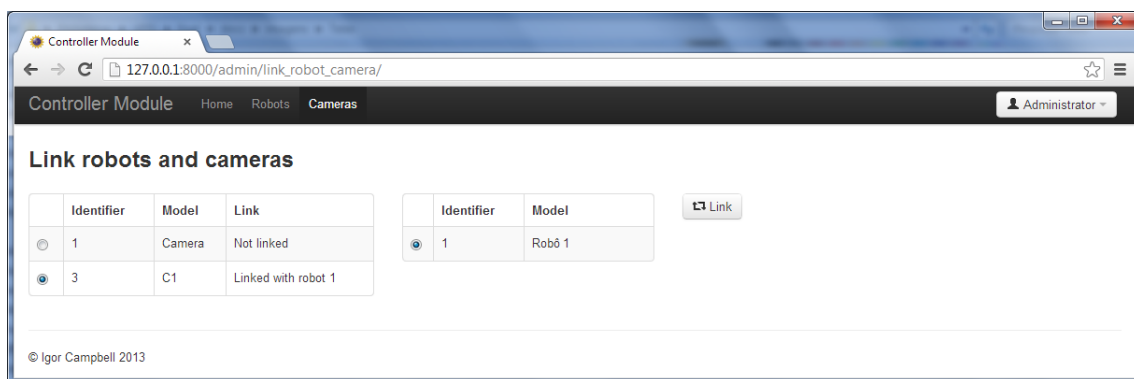 Controller Module
127.0.0.1:8000/admin/link_robot_camera/
Controller Module Home Robots Cameras Administrator
Link robots and cameras
Identifier Model Link
1 Camera Not linked
3 C1 Linked with robot 1
Identifier Model
1 Robô 1
Link
© Igor Campbell 2013